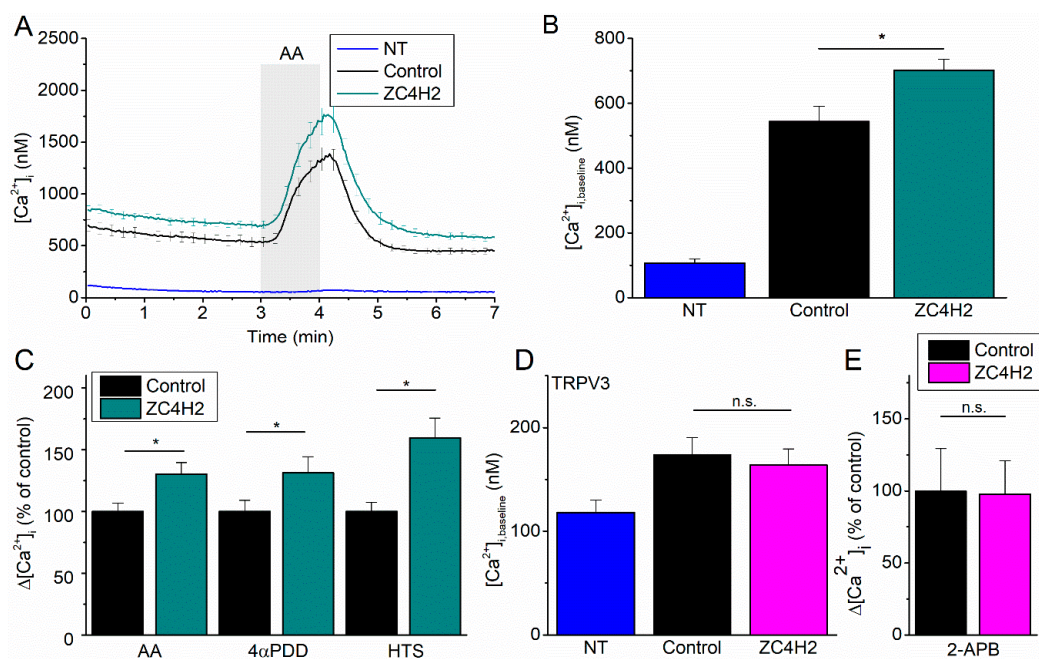 A
2500
2000
1500
1000
500
0
[Ca²⁺]ᵢ (nM)
0 1 2 3 4 5 6 7
Time (min)
AA
NT
Control
ZC4H2
B
800
600
400
200
0
[Ca²⁺]i,baseline (nM)
*
NT Control ZC4H2
C
Control
ZC4H2
200
150
100
50
0
Δ[Ca²⁺]ᵢ (% of control)
*
*
*
AA 4αPDD HTS
D
TRPV3
200
100
0
[Ca²⁺]i,baseline (nM)
n.s.
NT Control ZC4H2
E
Control
ZC4H2
150
100
50
0
Δ[Ca²⁺]ᵢ (% of control)
n.s.
2-APB